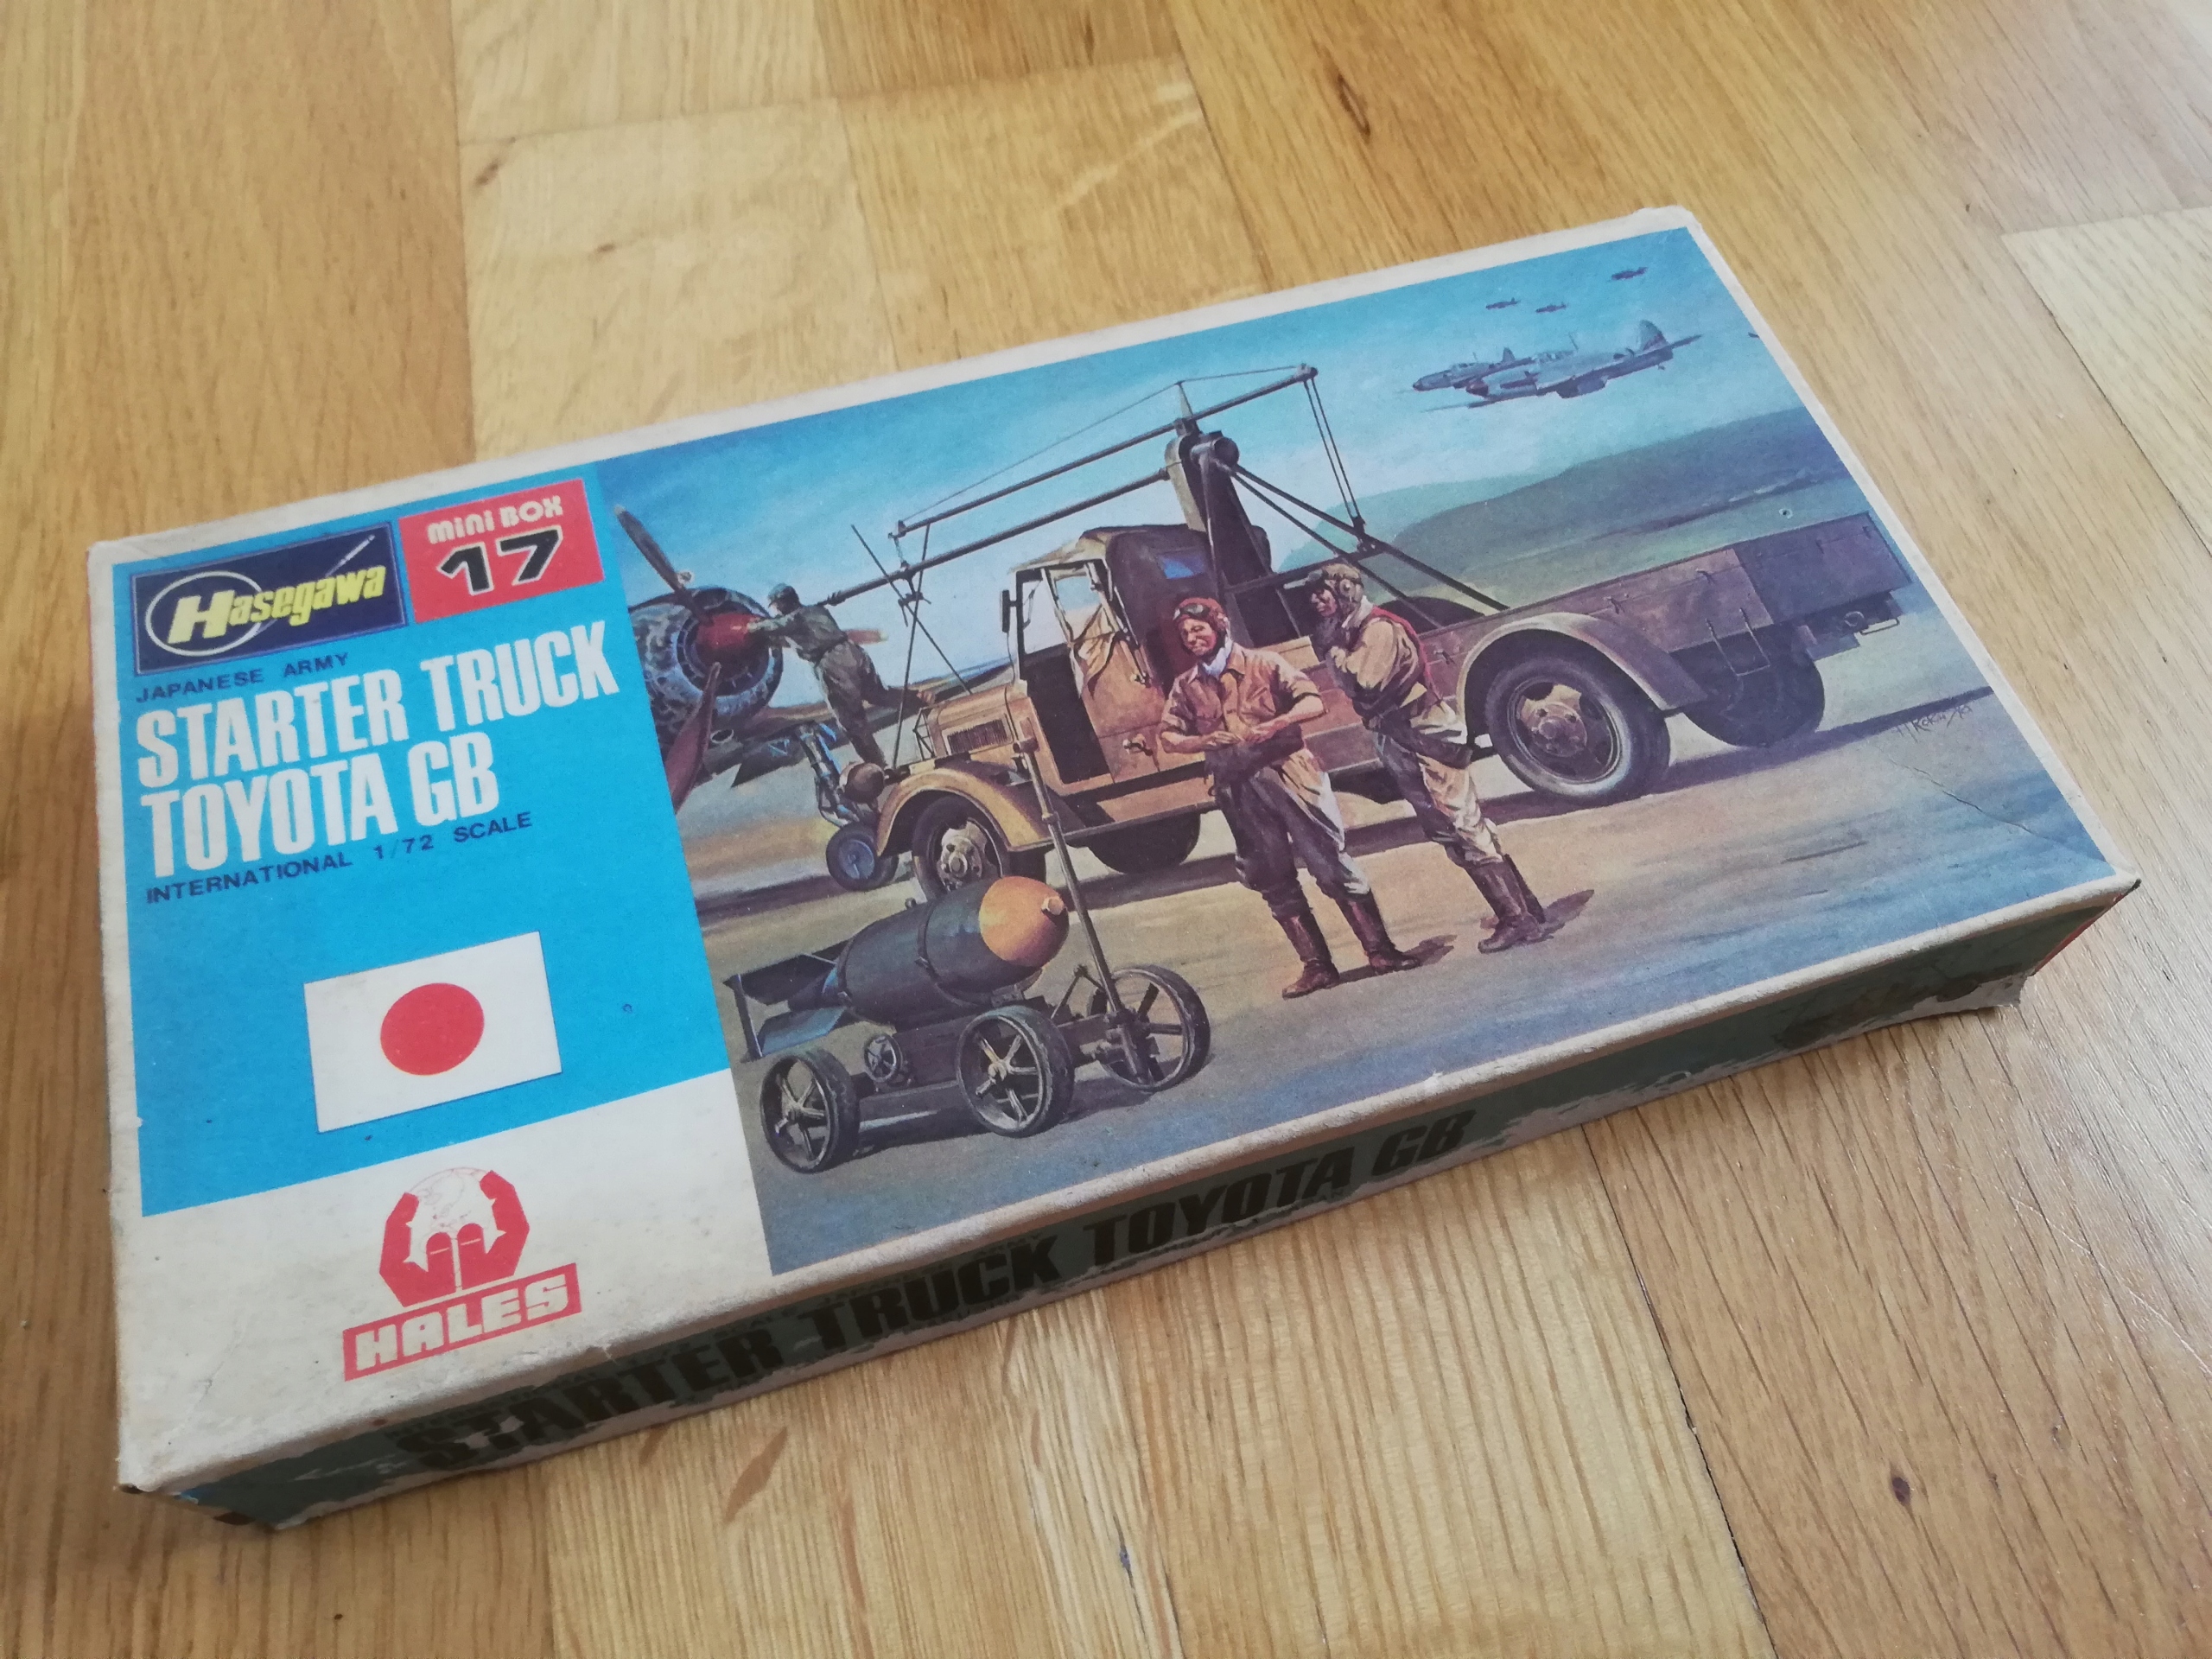 Hasegawa
mini BOX
17
JAPANESE ARMY
STARTER TRUCK
TOYOTA GB
INTERNATIONAL 1/72 SCALE
HALES
STARTER TRUCK TOYOTA GB